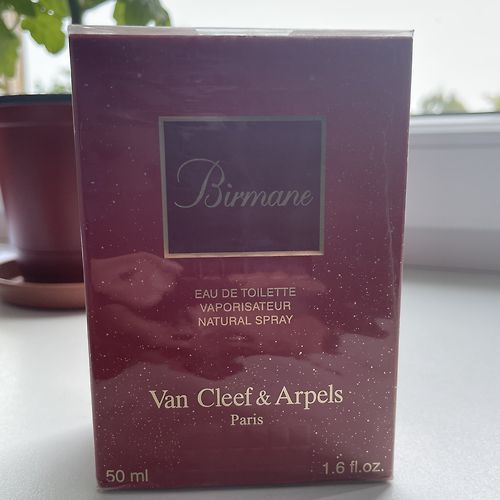 Birmane
EAU DE TOILETTE
VAPORISATEUR
NATURAL SPRAY
Van Cleef & Arpels
Paris
50 ml 1.6 fl.oz.